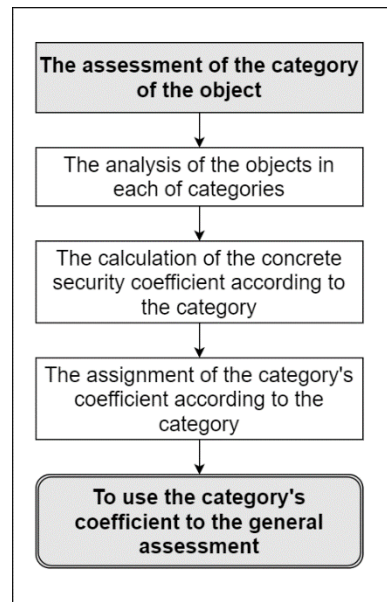 The assessment of the category
of the object
The analysis of the objects in
each of categories
The calculation of the concrete
security coefficient according to
the category
The assignment of the category's
coefficient according to the
category
To use the category's
coefficient to the general
assessment